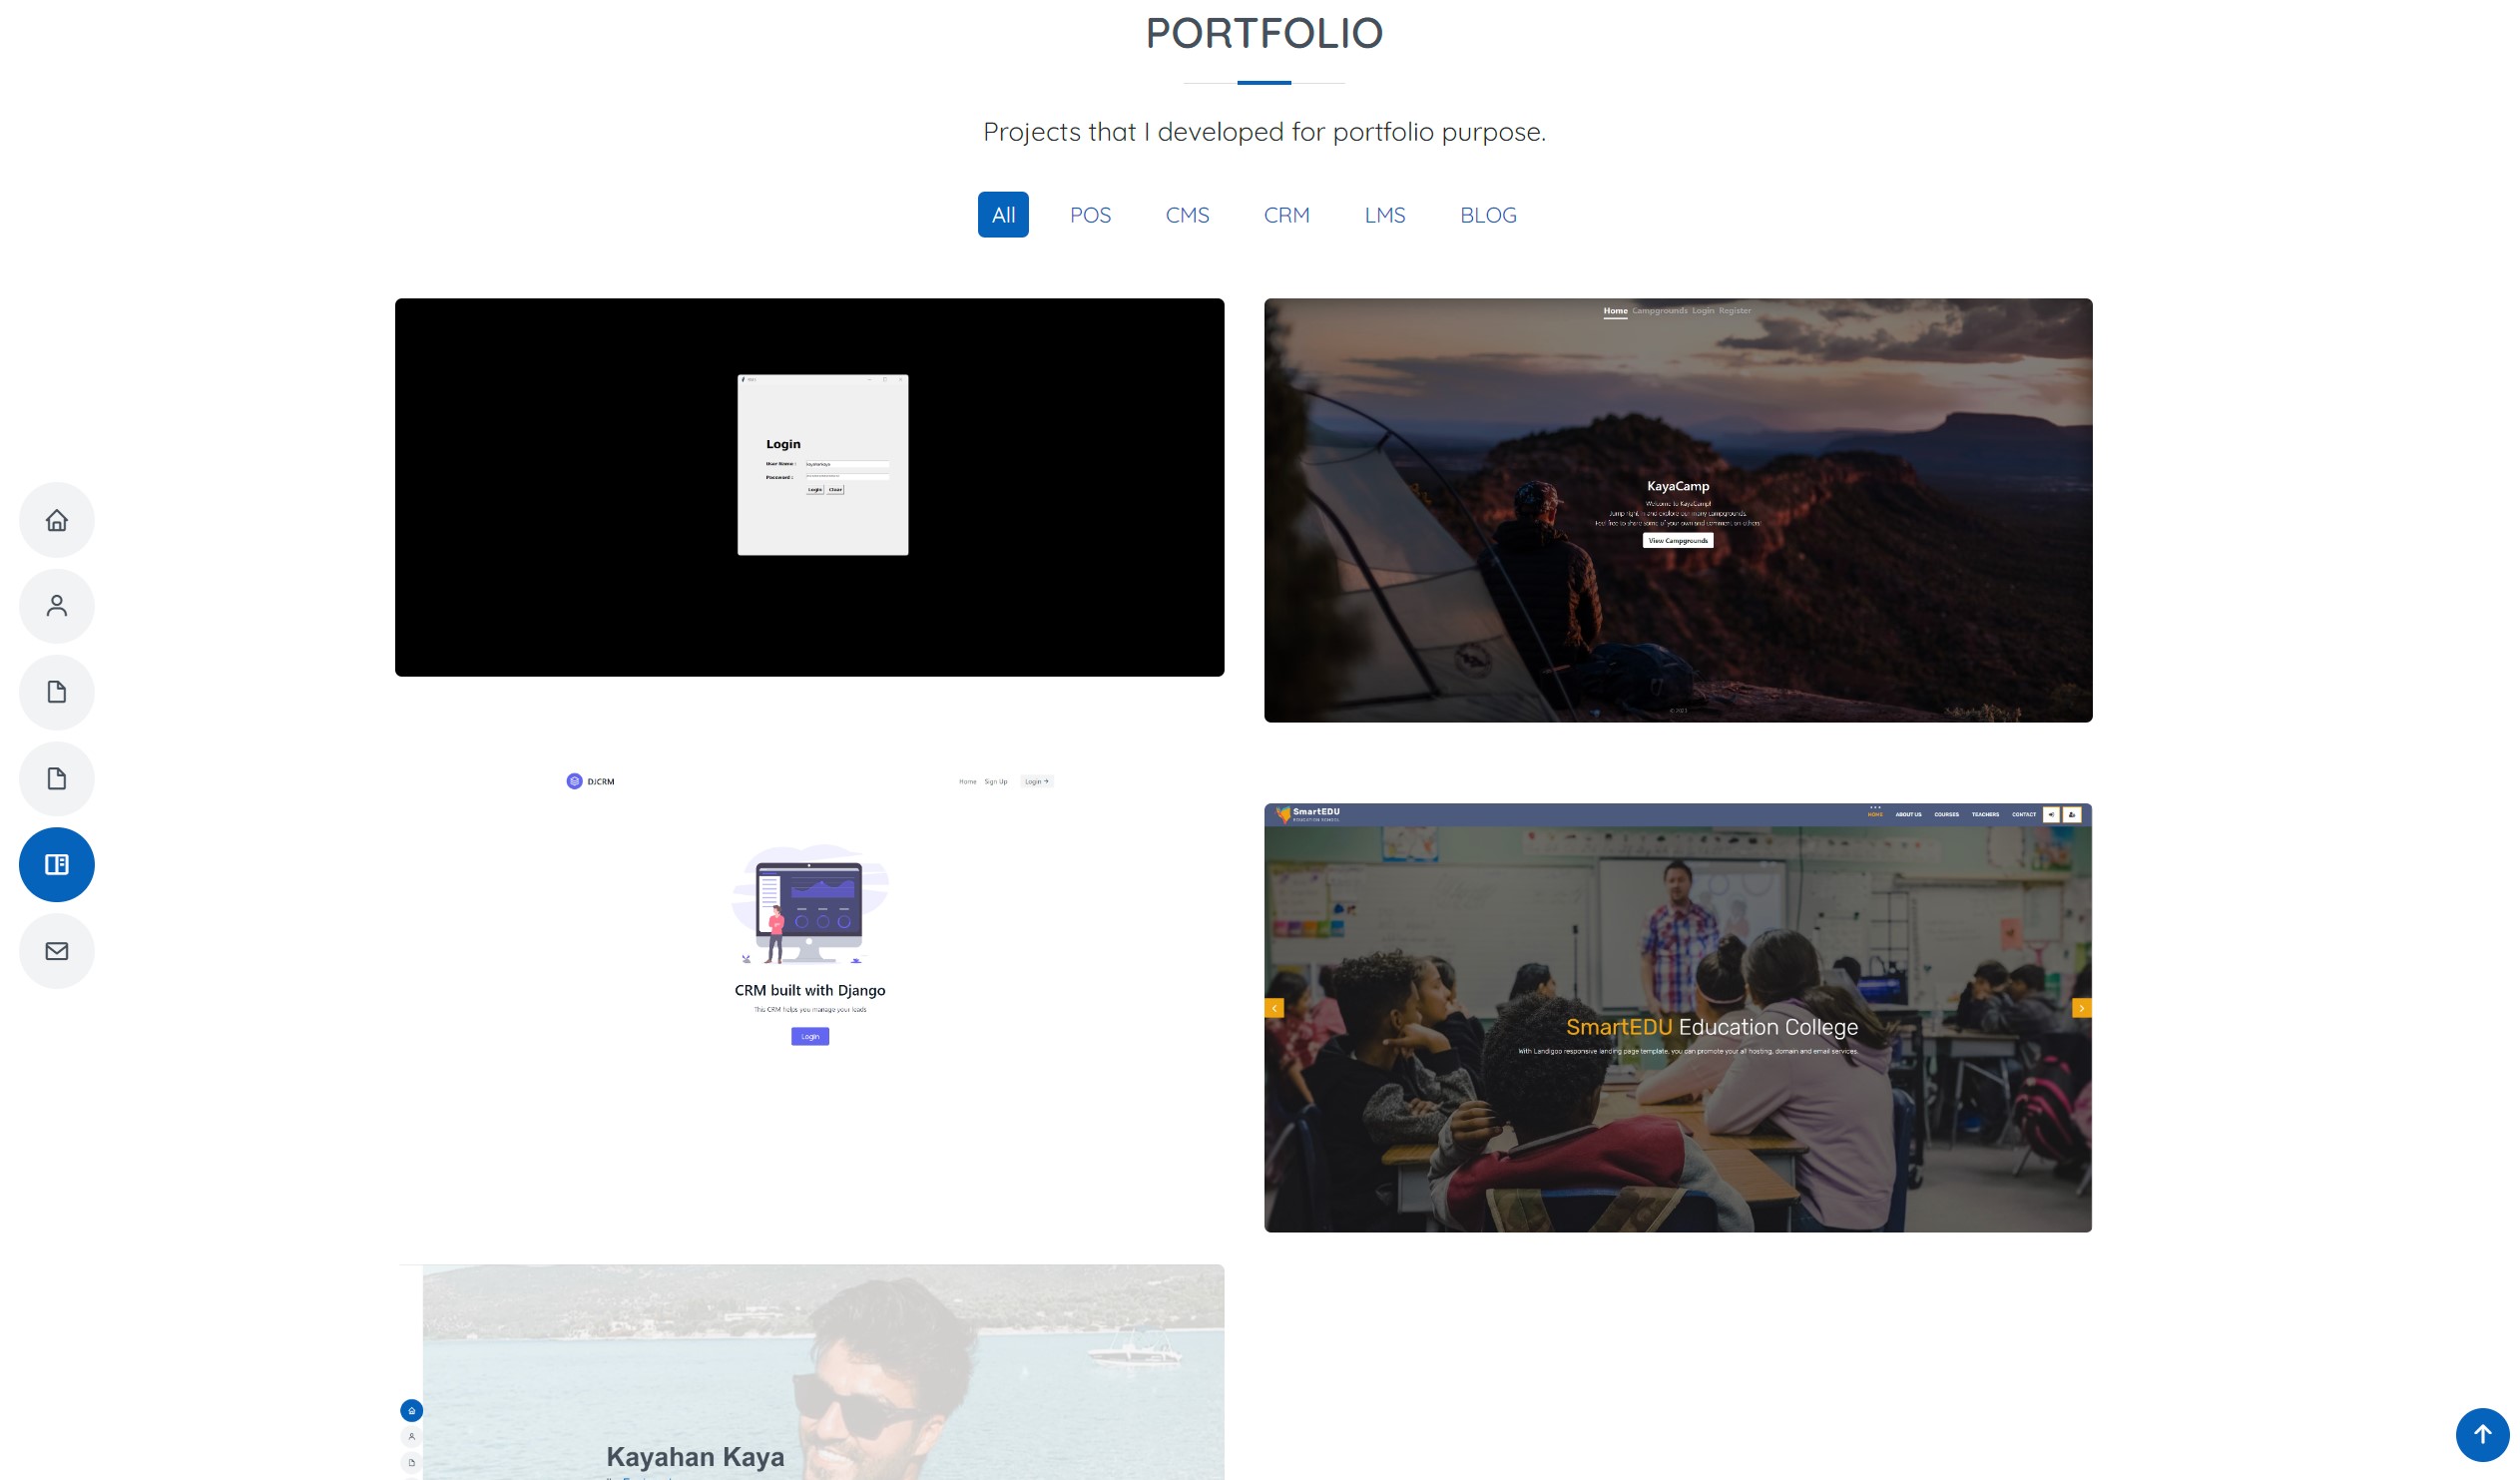 PORTFOLIO
Projects that I developed for portfolio purpose.
All
POS
CMS
CRM
LMS
BLOG
Login
User Name :
kayahankaya
Password :
Login
Close
Home Campgrounds Login Register
KayaCamp
Welcome to KayaCamp!
Jump right in and explore our many campgrounds.
Feel free to share some of your own and comment on others!
View Campgrounds
© 2023
DJCRM
Home
Sign Up
Login →
CRM built with Django
This CRM helps you manage your leads
Login
SmartEDU
EDUCATION SCHOOL
HOME
ABOUT US
COURSES
TEACHERS
CONTACT
SmartEDU Education College
With Landigoo responsive landing page template, you can promote your all hosting, domain and email services.
Kayahan Kaya